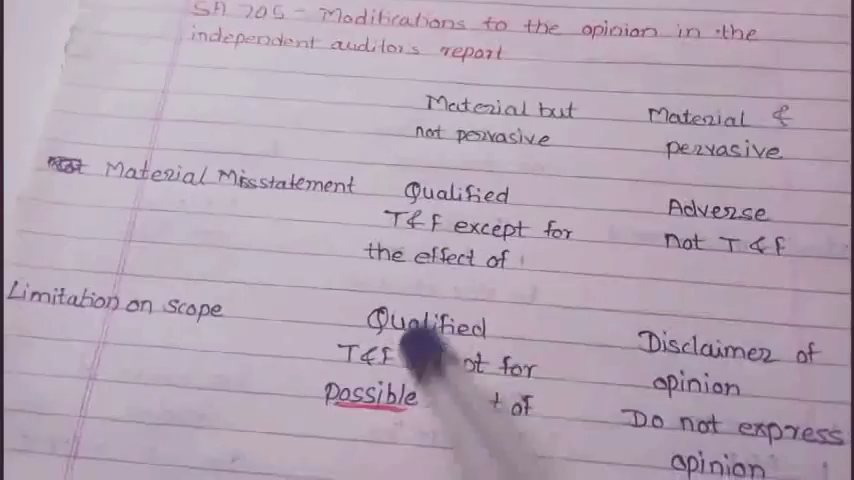 SA 705 - Modifications to the opinion in the
independent auditor's report
Material but
not pervasive
Material &
pervasive
Material Misstatement
Qualified
T&F except for
the effect of
Adverse
not T&F
Limitation on scope
Qualified
T&F ot for
possible
t of
Disclaimer of
opinion
Do not express
opinion